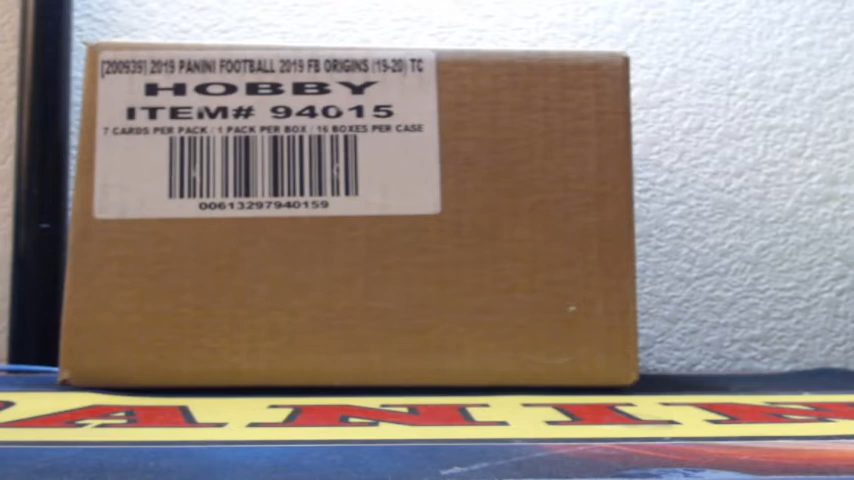 [200939] 2019 PANINI FOOTBALL 2019 FB ORIGINS (19-20) TC
HOBBY
ITEM# 94015
7 CARDS PER PACK / 1 PACK PER BOX / 16 BOXES PER CASE
00613297940159
PANINI